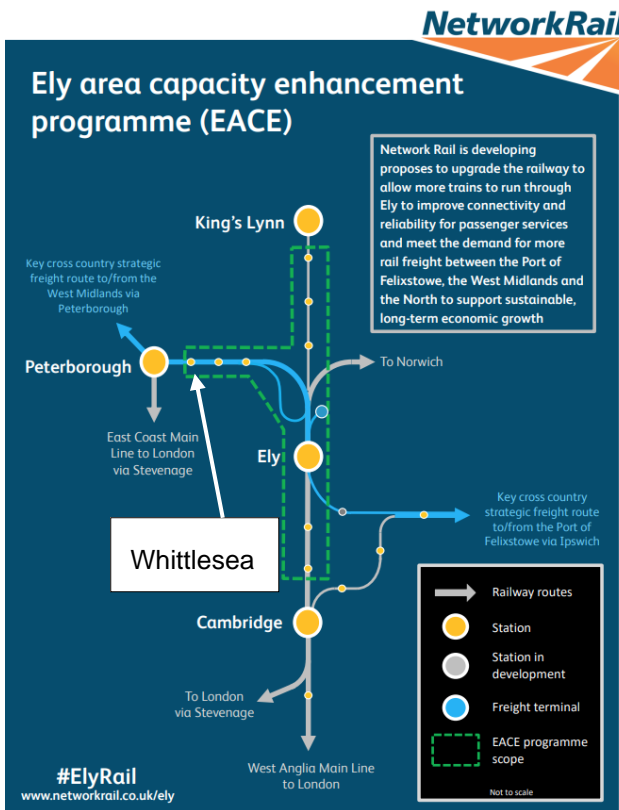 NetworkRail
Ely area capacity enhancement
programme (EACE)
Network Rail is developing
proposes to upgrade the railway to
allow more trains to run through
Ely to improve connectivity and
reliability for passenger services
and meet the demand for more
rail freight between the Port of
Felixstowe, the West Midlands and
the North to support sustainable,
long-term economic growth
King's Lynn
Key cross country strategic
freight route to/from the
West Midlands via
Peterborough
Peterborough
To Norwich
East Coast Main
Line to London
via Stevenage
Ely
Key cross country
strategic freight route
to/from the Port of
Felixstowe via Ipswich
Whittlesea
Cambridge
To London
via Stevenage
West Anglia Main Line
to London
Railway routes
Station
Station in
development
Freight terminal
EACE programme
scope
Not to scale
#ElyRail
www.networkrail.co.uk/ely